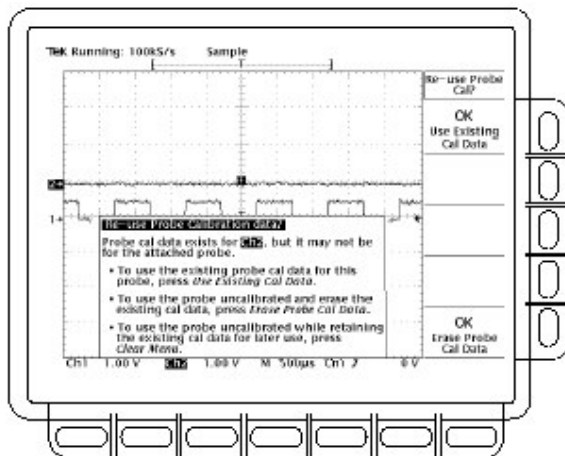 Tek Running: 100kS/s Sample
Re-use Probe
Cal?
OK
Use Existing
Cal Data
2
1
Re-use Probe Calibration data?
Probe cal data exists for Ch2, but it may not be
for the attached probe.
• To use the existing probe cal data for this
probe, press Use Existing Cal Data.
• To use the probe uncalibrated and erase the
existing cal data, press Erase Probe Cal Data.
• To use the probe uncalibrated while retaining
the existing cal data for later use, press
Clear Menu.
OK
Erase Probe
Cal Data
Ch1 1.00 V Ch2 1.00 V M 500µs Ch1 0 V